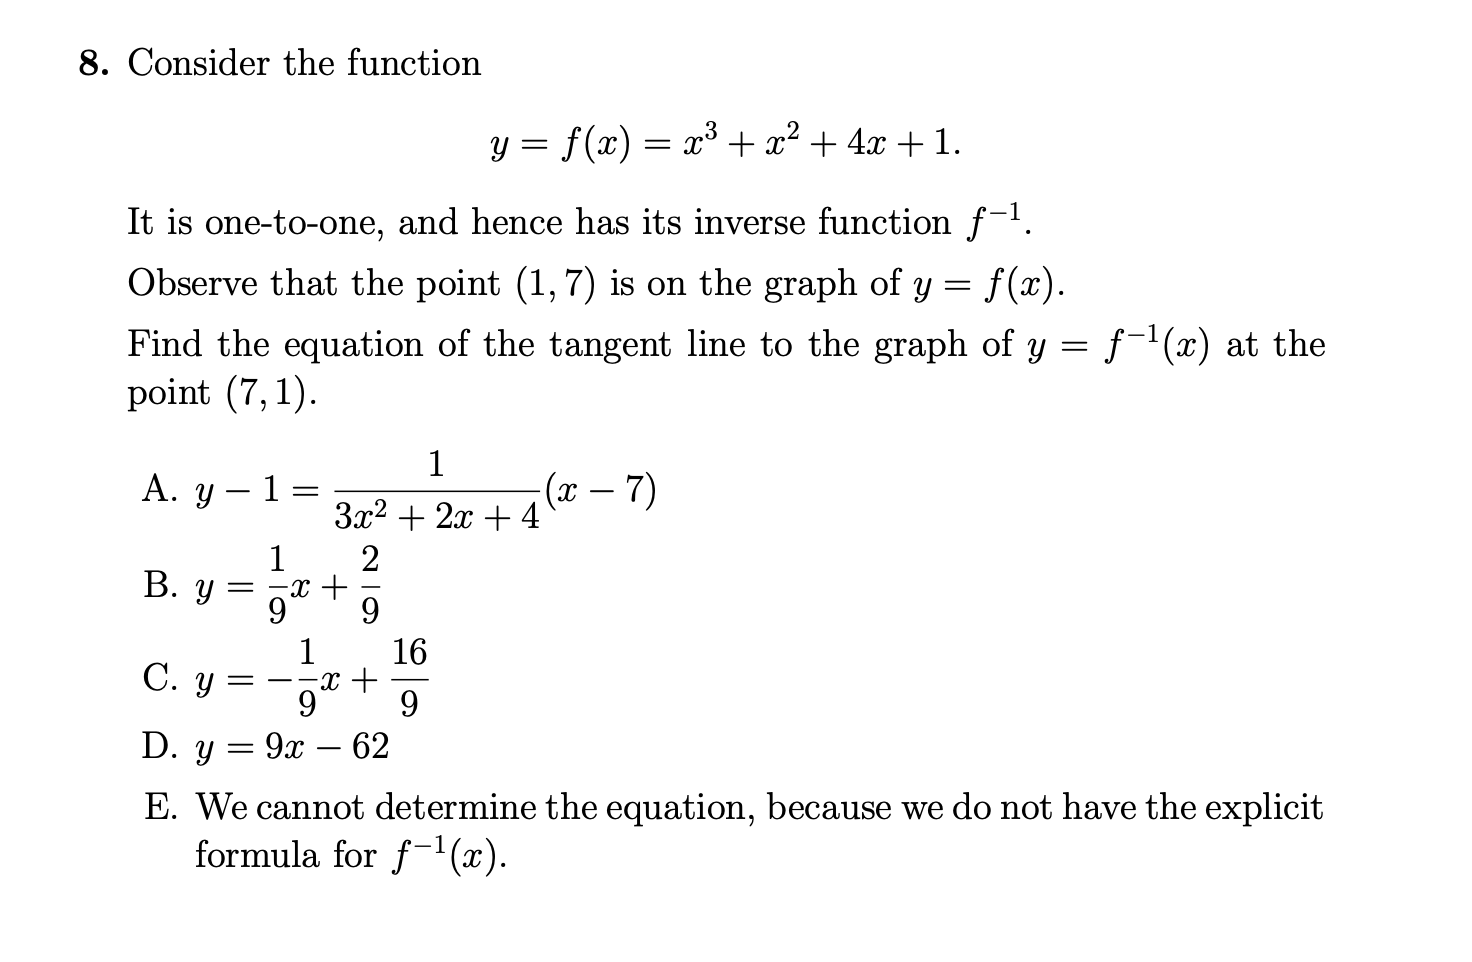 8. Consider the function
y = f(x) = x³ + x² + 4x + 1.
It is one-to-one, and hence has its inverse function f⁻¹.
Observe that the point (1, 7) is on the graph of y = f(x).
Find the equation of the tangent line to the graph of y = f⁻¹(x) at the
point (7, 1).
A. y − 1 = \frac{1}{3x² + 2x + 4}(x − 7)
B. y = \frac{1}{9}x + \frac{2}{9}
C. y = −\frac{1}{9}x + \frac{16}{9}
D. y = 9x − 62
E. We cannot determine the equation, because we do not have the explicit
formula for f⁻¹(x).